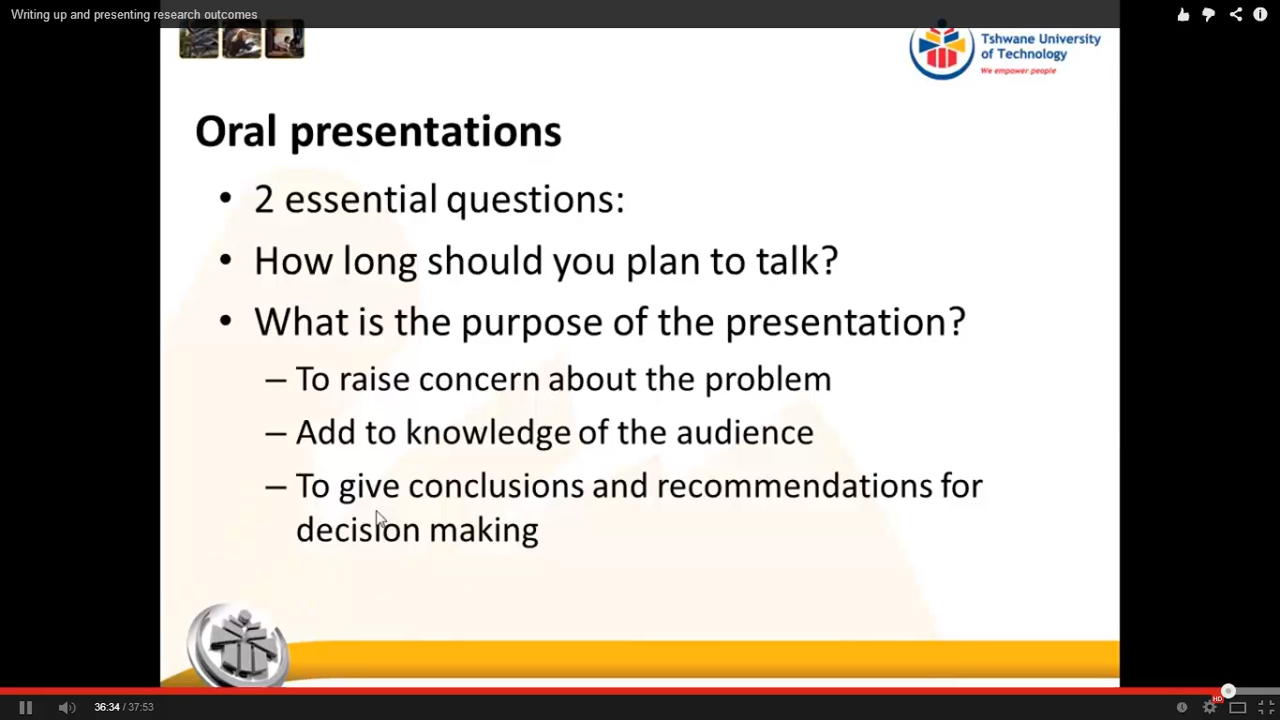 Writing up and presenting research outcomes
Tshwane University
of Technology
We empower people
Oral presentations
• 2 essential questions:
• How long should you plan to talk?
• What is the purpose of the presentation?
– To raise concern about the problem
– Add to knowledge of the audience
– To give conclusions and recommendations for
decision making
36:34 / 37:53
HD